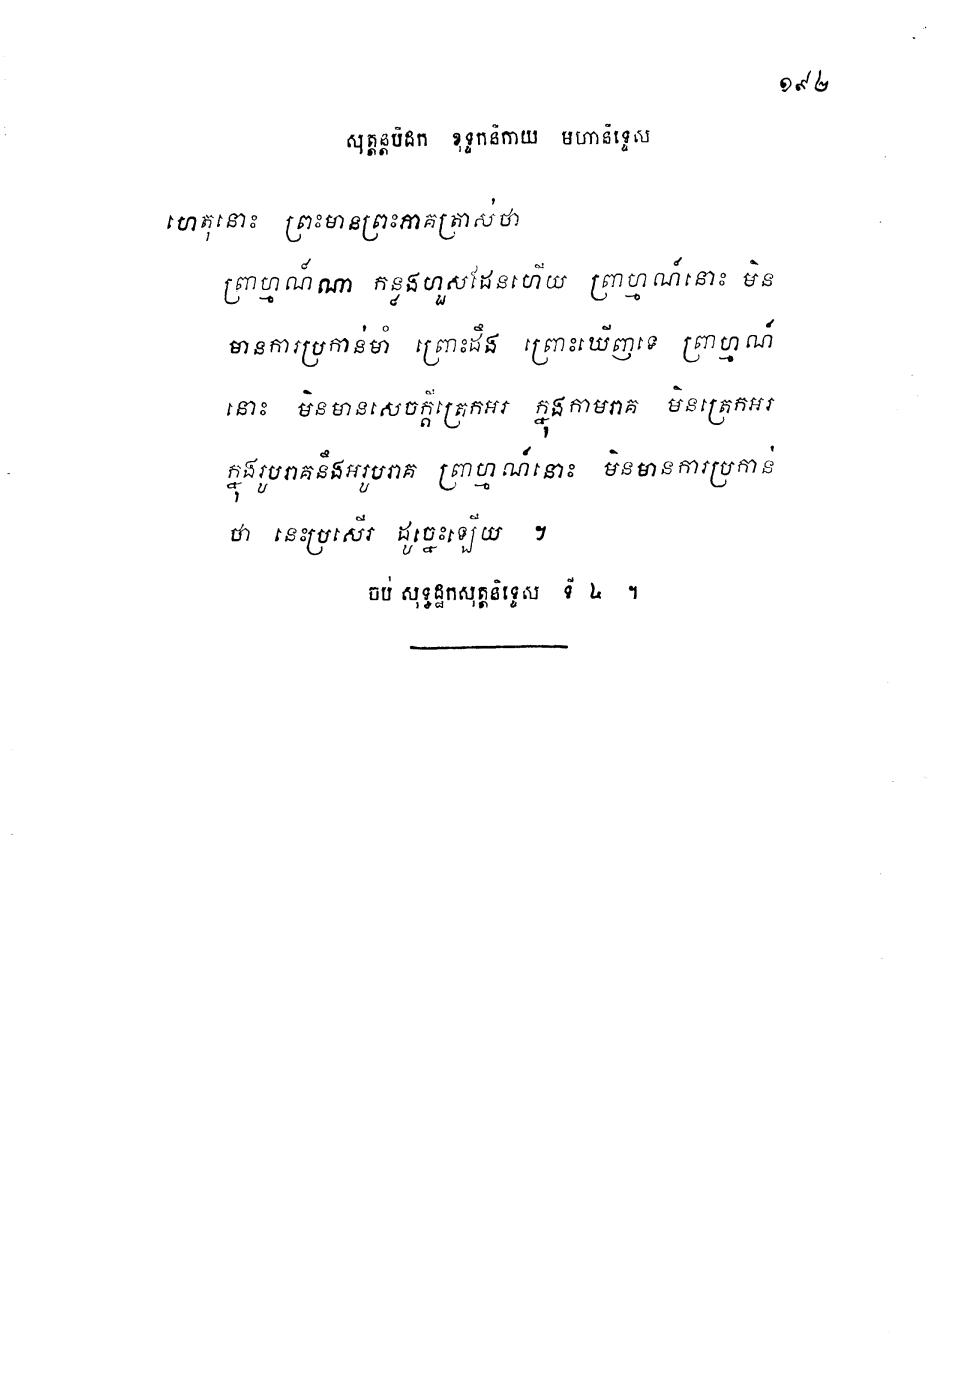 ១៩២
សុត្តន្តបិដក ខុទ្ទកនិកាយ មហានិទ្ទេស
ហេតុនោះ ព្រះមានព្រះភាគត្រាស់ថា
ព្រាហ្មណ៍ណា កន្លងហួសដែនហើយ ព្រាហ្មណ៍នោះ មិន
មានការប្រកាន់មាំ ព្រោះដឹង ព្រោះឃើញទេ ព្រាហ្មណ៍
នោះ មិនមានសេចក្តីត្រេកអរ ក្នុងកាមរាគ មិនត្រេកអរ
ក្នុងរូបរាគនឹងអរូបរាគ ព្រាហ្មណ៍នោះ មិនមានការប្រកាន់
ថា នេះប្រសើរ ដូច្នេះឡើយ ។
ចប់ សុទ្ធដ្ឋកសុត្តនិទ្ទេស ទី ៤ ។